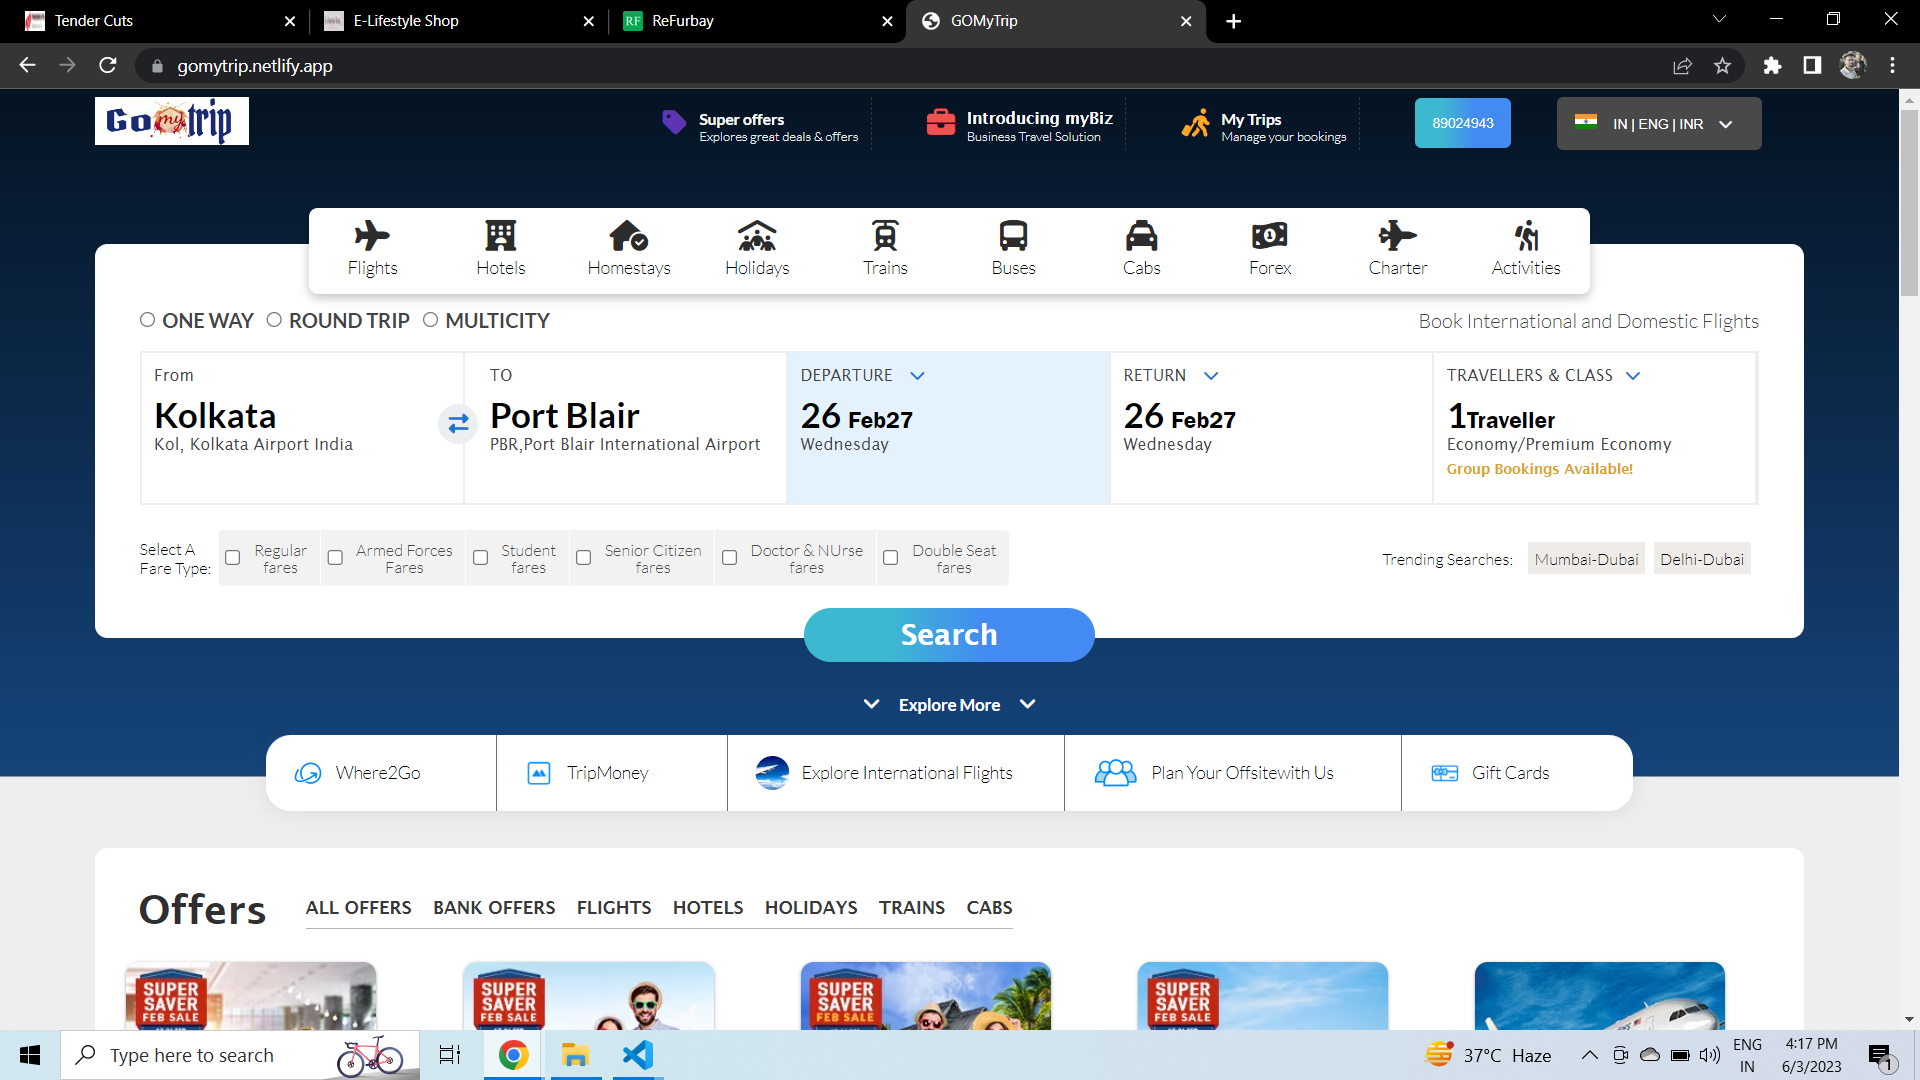 Tender Cuts
E-Lifestyle Shop
RF ReFurbay
GOMyTrip
gomytrip.netlify.app
Go my trip
Super offers
Explores great deals & offers
Introducing myBiz
Business Travel Solution
My Trips
Manage your bookings
89024943
IN | ENG | INR
Flights
Hotels
Homestays
Holidays
Trains
Buses
Cabs
Forex
Charter
Activities
ONE WAY ROUND TRIP MULTICITY
Book International and Domestic Flights
From
Kolkata
Kol, Kolkata Airport India
TO
Port Blair
PBR,Port Blair International Airport
DEPARTURE
26 Feb27
Wednesday
RETURN
26 Feb27
Wednesday
TRAVELLERS & CLASS
1Traveller
Economy/Premium Economy
Group Bookings Available!
Select A
Fare Type:
Regular
fares
Armed Forces
Fares
Student
fares
Senior Citizen
fares
Doctor & NUrse
fares
Double Seat
fares
Trending Searches: Mumbai-Dubai Delhi-Dubai
Search
Explore More
Where2Go
TripMoney
Explore International Flights
Plan Your Offsitewith Us
Gift Cards
Offers
ALL OFFERS BANK OFFERS FLIGHTS HOTELS HOLIDAYS TRAINS CABS
SUPER
SAVER
FEB SALE
SUPER
SAVER
FEB SALE
SUPER
SAVER
FEB SALE
SUPER
SAVER
FEB SALE
Type here to search
37°C Haze
ENG
IN
4:17 PM
6/3/2023
1